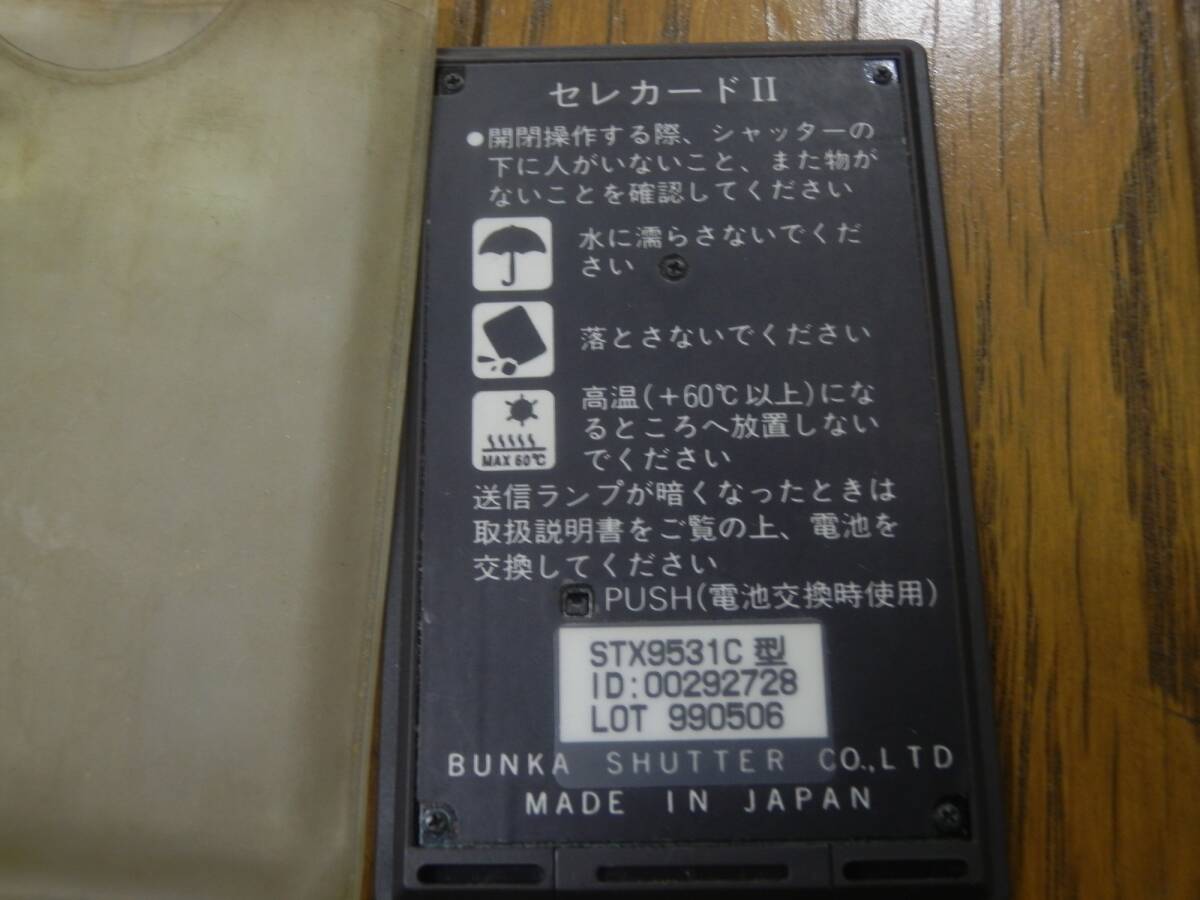 セレカードII
●開閉操作する際、シャッターの
下に人がいないこと、また物が
ないことを確認してください
水に濡らさないでくだ
さい
落とさないでください
高温(+60℃以上)にな
るところへ放置しない
でください
MAX 60℃
送信ランプが暗くなったときは
取扱説明書をご覧の上、電池を
交換してください
PUSH(電池交換時使用)
STX9531C 型
ID:00292728
LOT 990506
BUNKA SHUTTER CO.,LTD
MADE IN JAPAN